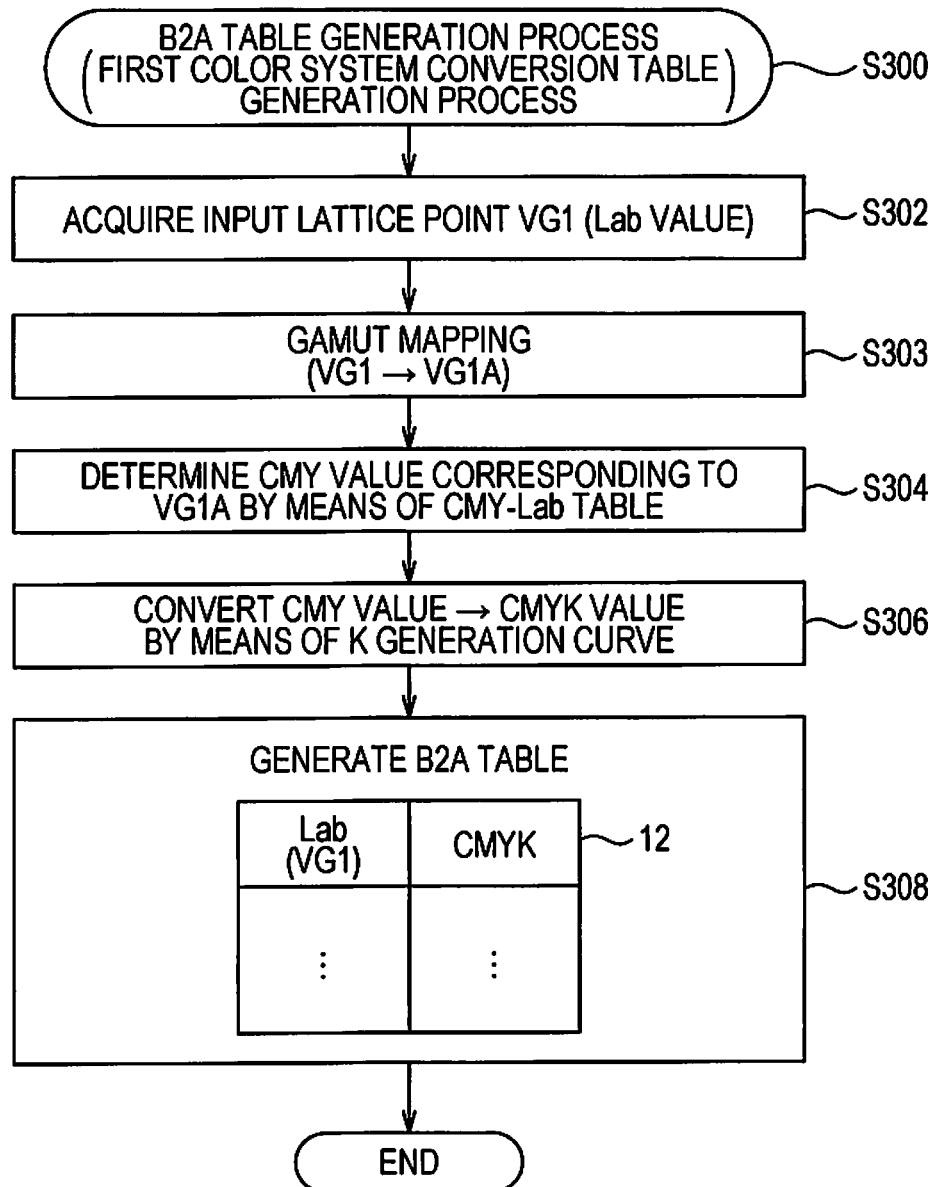 B2A TABLE GENERATION PROCESS
(FIRST COLOR SYSTEM CONVERSION TABLE
GENERATION PROCESS)
S300
ACQUIRE INPUT LATTICE POINT VG1 (Lab VALUE)
S302
GAMUT MAPPING
(VG1 → VG1A)
S303
DETERMINE CMY VALUE CORRESPONDING TO
VG1A BY MEANS OF CMY-Lab TABLE
S304
CONVERT CMY VALUE → CMYK VALUE
BY MEANS OF K GENERATION CURVE
S306
GENERATE B2A TABLE
Lab
(VG1)
CMYK
12
⋮
⋮
S308
END